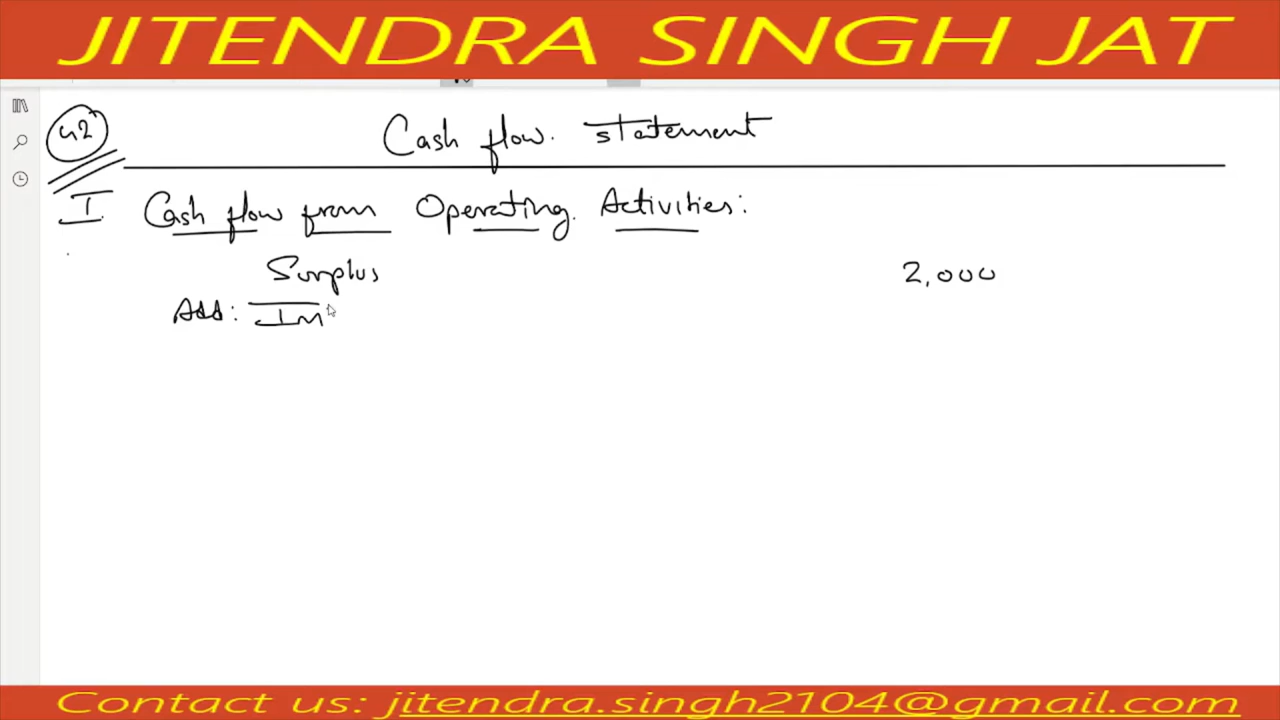 JITENDRA SINGH JAT
42
Cash flow. statement
I. Cash flow from Operating Activities:
Surplus 2,000
Add: In
Contact us: jitendra.singh2104@gmail.com